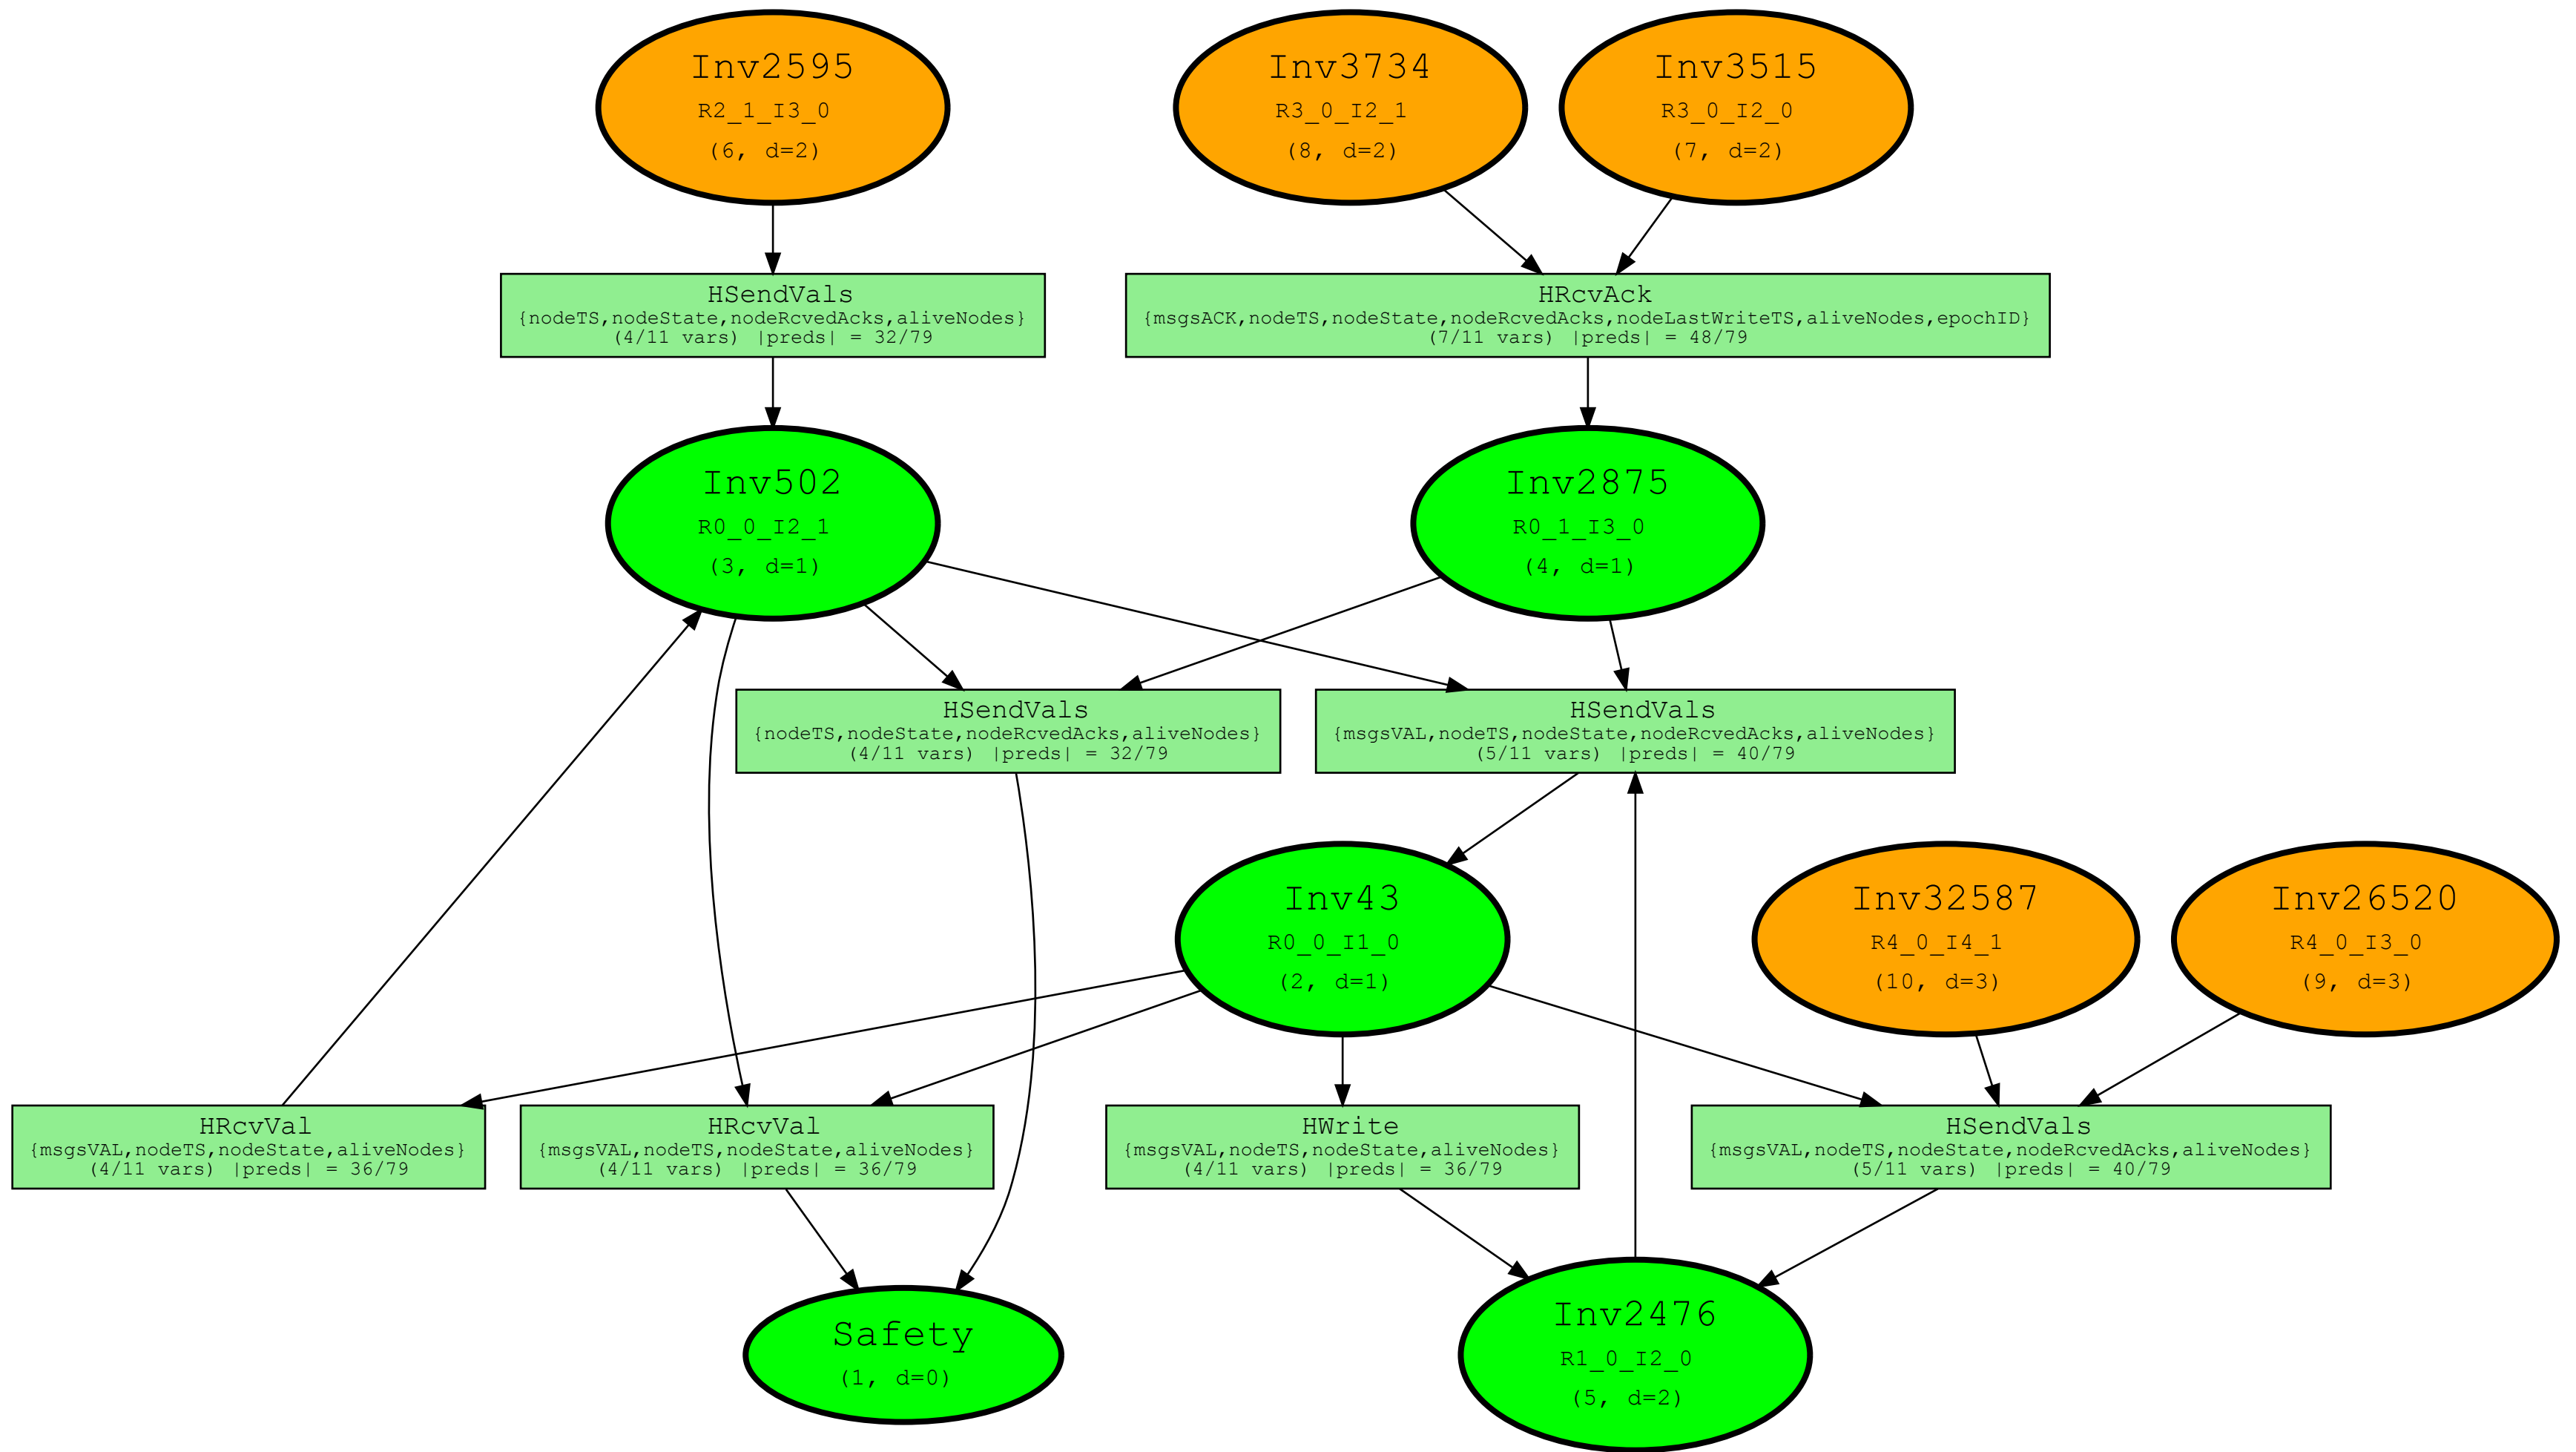 Inv2595
R2_1_I3_0
(6, d=2)
Inv3734
R3_0_I2_1
(8, d=2)
Inv3515
R3_0_I2_0
(7, d=2)
HSendVals
{nodeTS,nodeState,nodeRcvedAcks,aliveNodes}
(4/11 vars) |preds| = 32/79
HRcvAck
{msgsACK,nodeTS,nodeState,nodeRcvedAcks,nodeLastWriteTS,aliveNodes,epochID}
(7/11 vars) |preds| = 48/79
Inv502
R0_0_I2_1
(3, d=1)
Inv2875
R0_1_I3_0
(4, d=1)
HSendVals
{nodeTS,nodeState,nodeRcvedAcks,aliveNodes}
(4/11 vars) |preds| = 32/79
HSendVals
{msgsVAL,nodeTS,nodeState,nodeRcvedAcks,aliveNodes}
(5/11 vars) |preds| = 40/79
Inv43
R0_0_I1_0
(2, d=1)
Inv32587
R4_0_I4_1
(10, d=3)
Inv26520
R4_0_I3_0
(9, d=3)
HRcvVal
{msgsVAL,nodeTS,nodeState,aliveNodes}
(4/11 vars) |preds| = 36/79
HRcvVal
{msgsVAL,nodeTS,nodeState,aliveNodes}
(4/11 vars) |preds| = 36/79
HWrite
{msgsVAL,nodeTS,nodeState,aliveNodes}
(4/11 vars) |preds| = 36/79
HSendVals
{msgsVAL,nodeTS,nodeState,nodeRcvedAcks,aliveNodes}
(5/11 vars) |preds| = 40/79
Safety
(1, d=0)
Inv2476
R1_0_I2_0
(5, d=2)